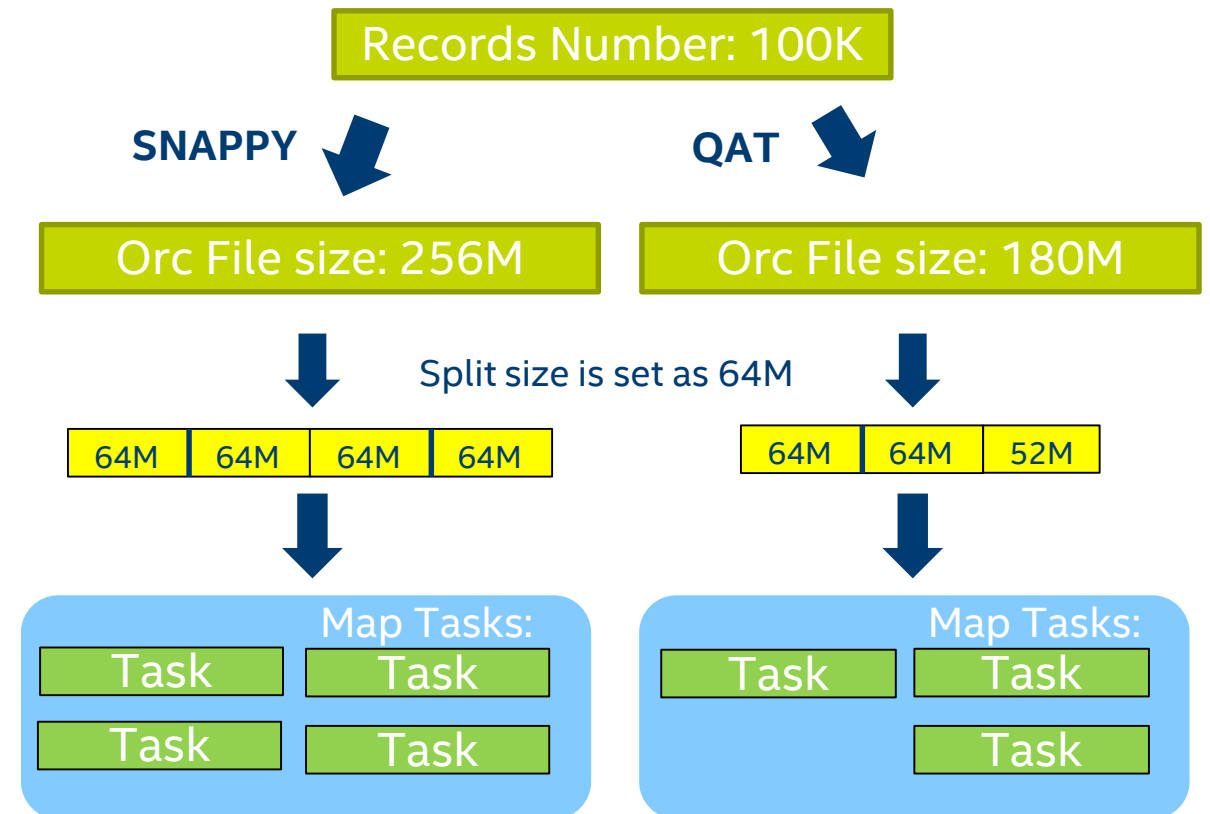 Records Number: 100K
SNAPPY
QAT
Orc File size: 256M
Orc File size: 180M
Split size is set as 64M
64M 64M 64M 64M
64M 64M 52M
Map Tasks:
Task Task
Task Task
Map Tasks:
Task Task
Task